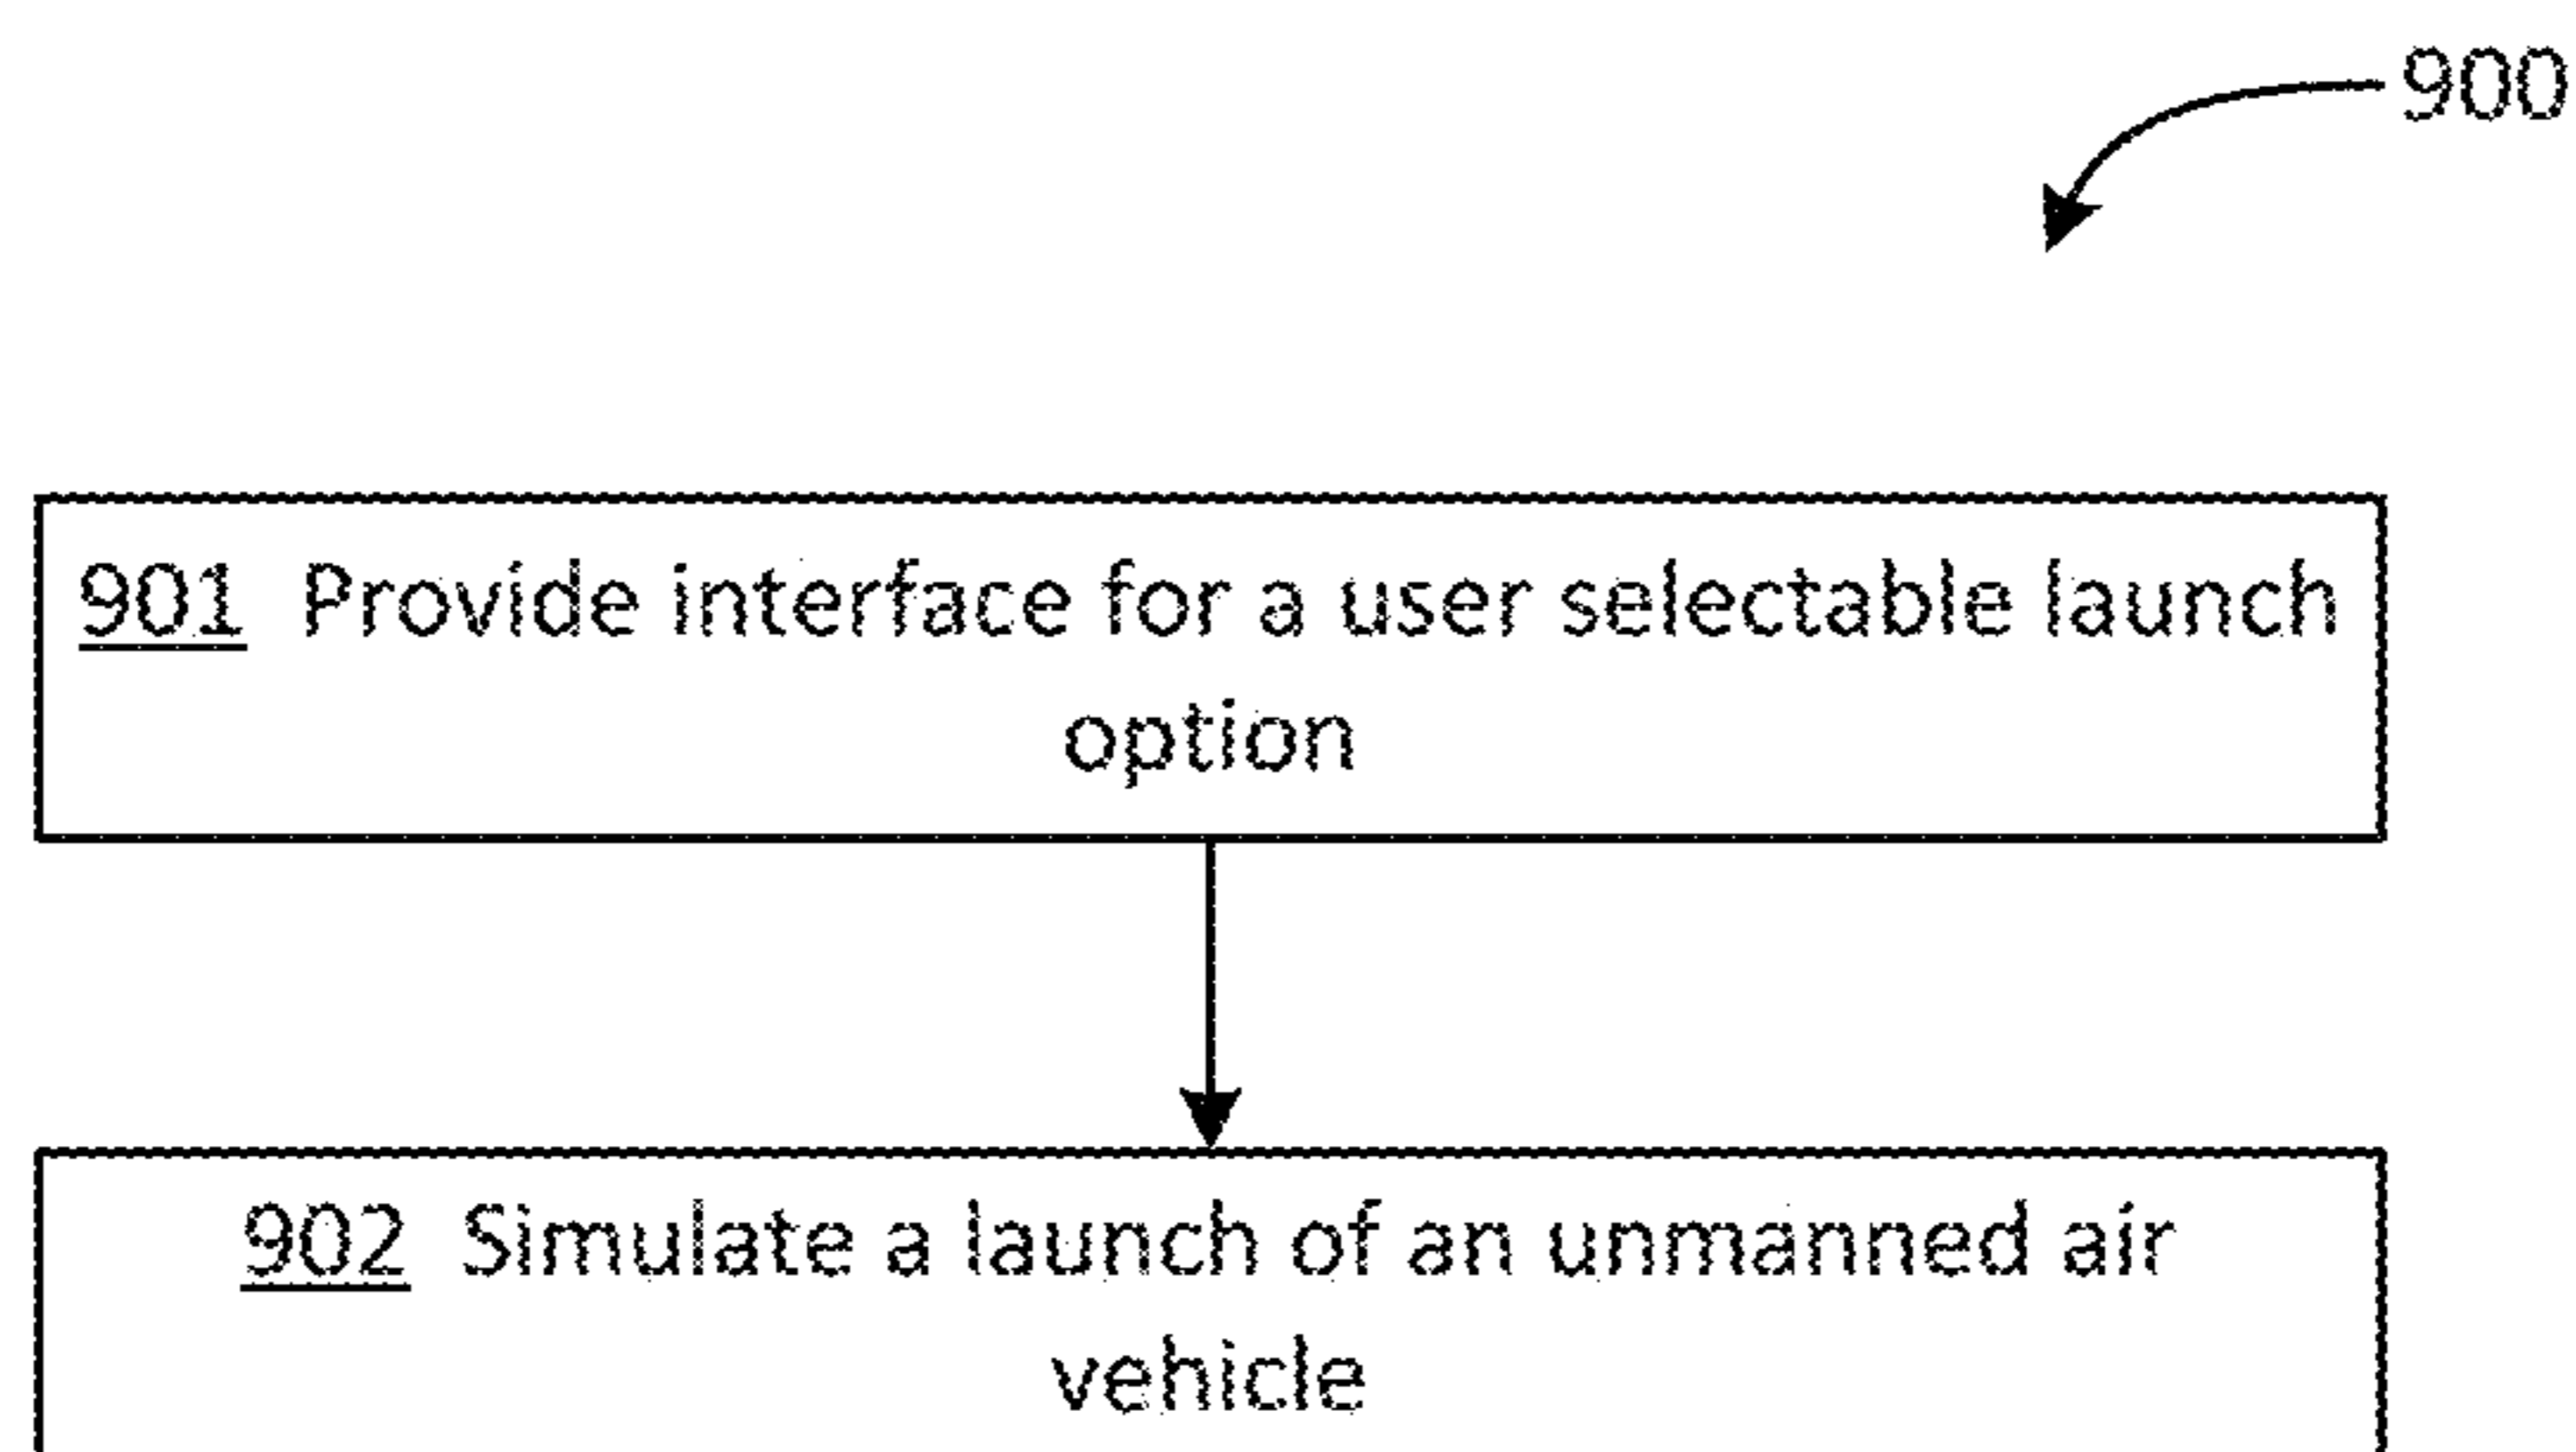 900
901 Provide interface for a user selectable launch
option
902 Simulate a launch of an unmanned air
vehicle